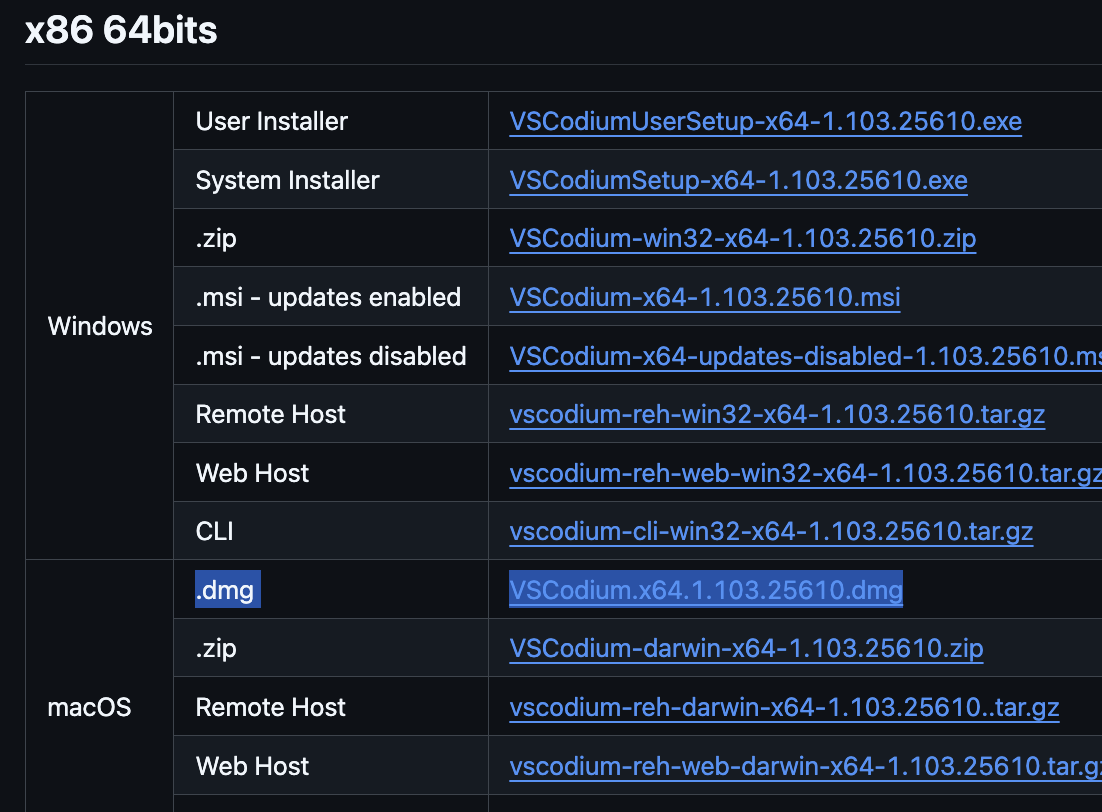 x86 64bits
User Installer VSCodiumUserSetup-x64-1.103.25610.exe
System Installer VSCodiumSetup-x64-1.103.25610.exe
.zip VSCodium-win32-x64-1.103.25610.zip
.msi - updates enabled VSCodium-x64-1.103.25610.msi
Windows
.msi - updates disabled VSCodium-x64-updates-disabled-1.103.25610.ms
Remote Host vscodium-reh-win32-x64-1.103.25610.tar.gz
Web Host vscodium-reh-web-win32-x64-1.103.25610.tar.gz
CLI vscodium-cli-win32-x64-1.103.25610.tar.gz
.dmg VSCodium.x64.1.103.25610.dmg
.zip VSCodium-darwin-x64-1.103.25610.zip
macOS Remote Host vscodium-reh-darwin-x64-1.103.25610..tar.gz
Web Host vscodium-reh-web-darwin-x64-1.103.25610.tar.gz